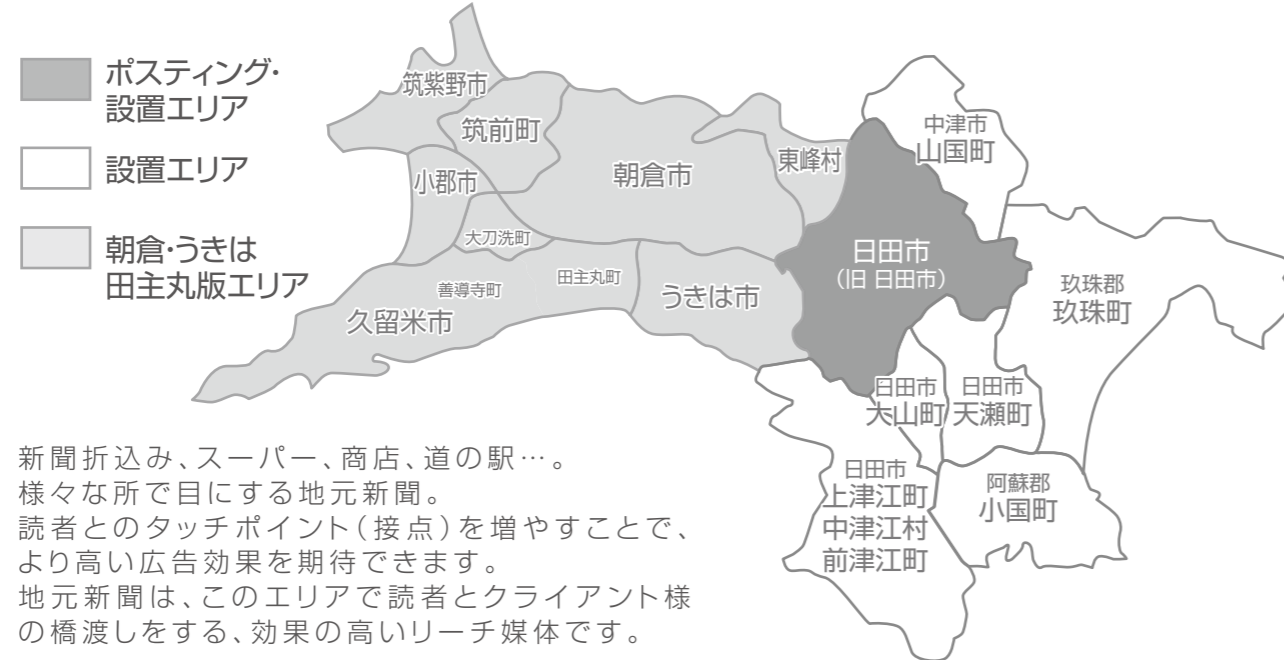 ポスティング・
設置エリア
設置エリア
朝倉・うきは
田主丸版エリア
筑紫野市
筑前町
小郡市
朝倉市
東峰村
中津市
山国町
大刀洗町
日田市
（旧 日田市）
善導寺町
田主丸町
うきは市
久留米市
玖珠郡
玖珠町
日田市
大山町
日田市
天瀬町
日田市
上津江町
中津江村
前津江町
阿蘇郡
小国町
新聞折込み、スーパー、商店、道の駅…。
様々な所で目にする地元新聞。
読者とのタッチポイント（接点）を増やすことで、
より高い広告効果を期待できます。
地元新聞は、このエリアで読者とクライアント様
の橋渡しをする、効果の高いリーチ媒体です。